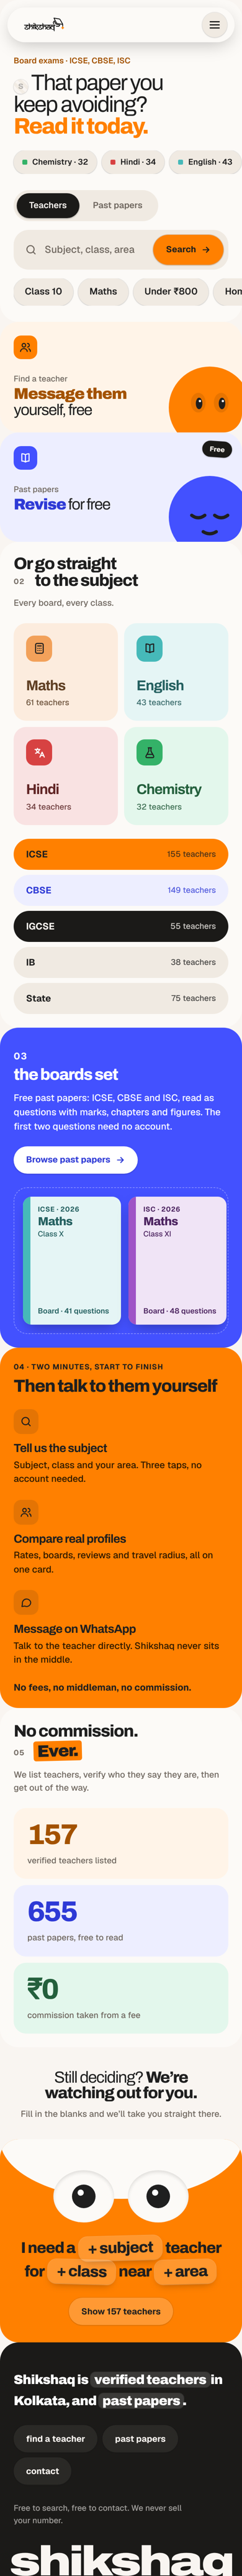 shikshaq
Board exams · ICSE, CBSE, ISC
S That paper you
keep avoiding?
Read it today.
Chemistry · 32
Hindi · 34
English · 43
Teachers
Past papers
Subject, class, area
Search →
Class 10
Maths
Under ₹800
Hom
Find a teacher
Message them
yourself, free
Free
Past papers
Revise for free
Or go straight
02 to the subject
Every board, every class.
Maths
61 teachers
English
43 teachers
Hindi
34 teachers
Chemistry
32 teachers
ICSE 155 teachers
CBSE 149 teachers
IGCSE 55 teachers
IB 38 teachers
State 75 teachers
03
the boards set
Free past papers: ICSE, CBSE and ISC, read as
questions with marks, chapters and figures. The
first two questions need no account.
Browse past papers →
ICSE · 2026
Maths
Class X
Board · 41 questions
ISC · 2026
Maths
Class XI
Board · 48 questions
04 · TWO MINUTES, START TO FINISH
Then talk to them yourself
Tell us the subject
Subject, class and your area. Three taps, no
account needed.
Compare real profiles
Rates, boards, reviews and travel radius, all on
one card.
Message on WhatsApp
Talk to the teacher directly. Shikshaq never sits
in the middle.
No fees, no middleman, no commission.
No commission.
05 Ever.
We list teachers, verify who they say they are, then
get out of the way.
157
verified teachers listed
655
past papers, free to read
₹0
commission taken from a fee
Still deciding? We're
watching out for you.
Fill in the blanks and we'll take you straight there.
I need a + subject teacher
for + class near + area
Show 157 teachers
Shikshaq is verified teachers in
Kolkata, and past papers.
find a teacher
past papers
contact
Free to search, free to contact. We never sell
your number.
shikshaq